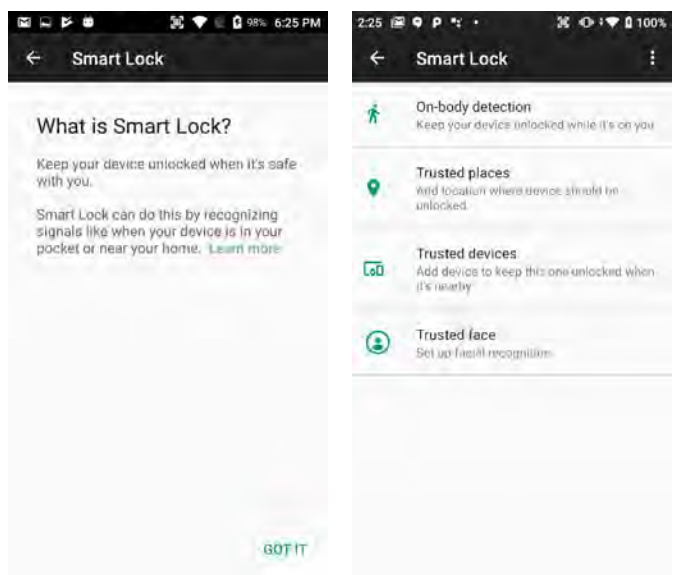 98% 6:25 PM
Smart Lock
What is Smart Lock?
Keep your device unlocked when it's safe
with you.
Smart Lock can do this by recognizing
signals like when your device is in your
pocket or near your home. Learn more
GOT IT
2:25 100%
Smart Lock
On-body detection
Keep your device unlocked while it's on you
Trusted places
Add location where device should be
unlocked
Trusted devices
Add device to keep this one unlocked when
it's nearby
Trusted face
Set up facial recognition